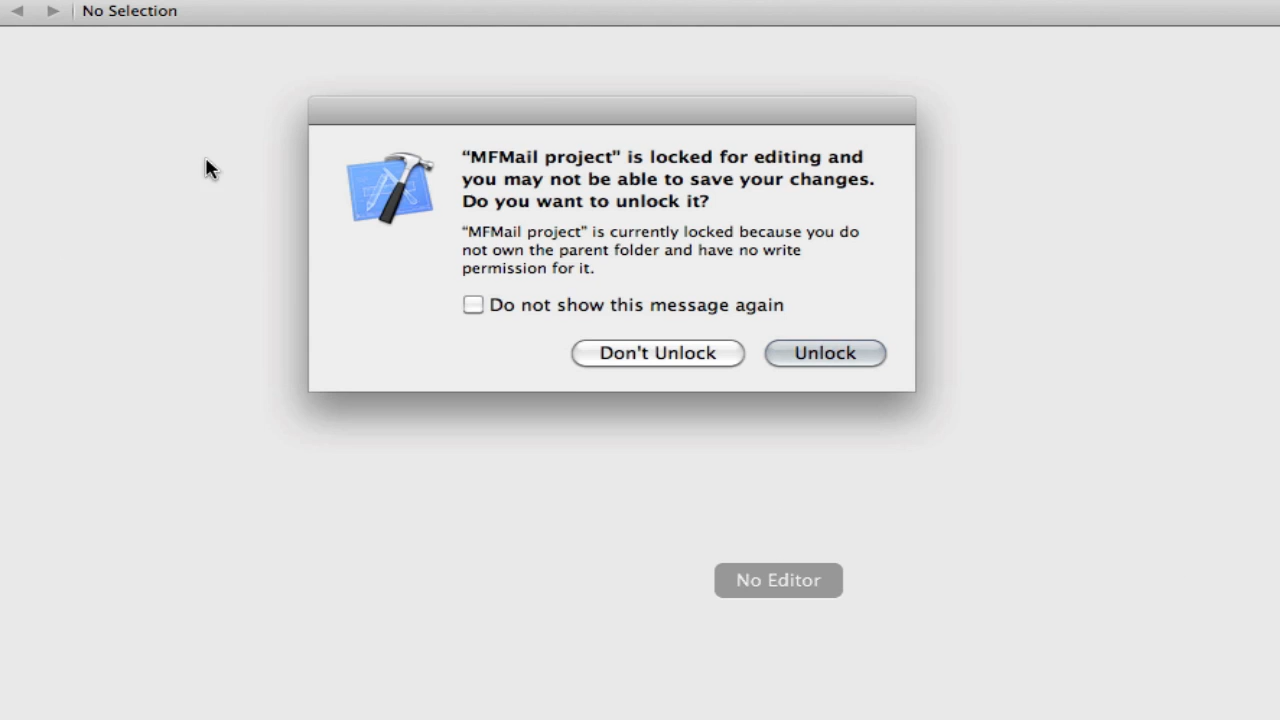 No Selection
“MFMail project” is locked for editing and
you may not be able to save your changes.
Do you want to unlock it?
“MFMail project” is currently locked because you do
not own the parent folder and have no write
permission for it.
Do not show this message again
Don't Unlock
Unlock
No Editor